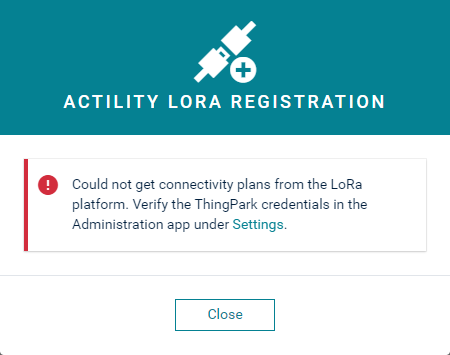 ACTILITY LORA REGISTRATION
Could not get connectivity plans from the LoRa
platform. Verify the ThingPark credentials in the
Administration app under Settings.
Close